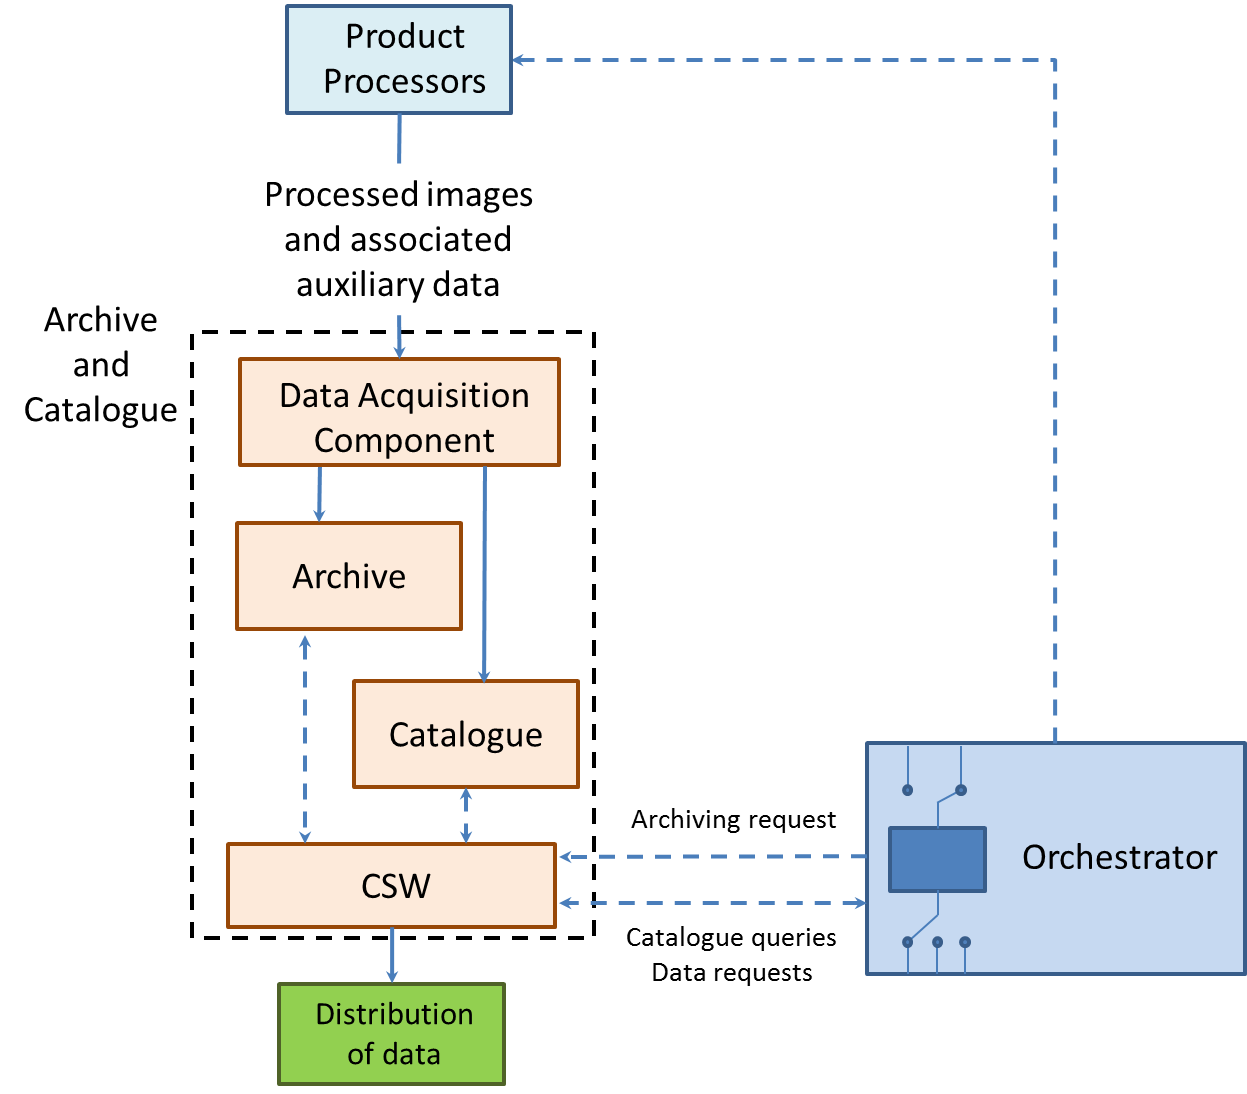 Product
Processors
Processed images
and associated
auxiliary data
Archive
and
Catalogue
Data Acquisition
Component
Archive
Catalogue
Archiving request
Orchestrator
CSW
Catalogue queries
Data requests
Distribution
of data